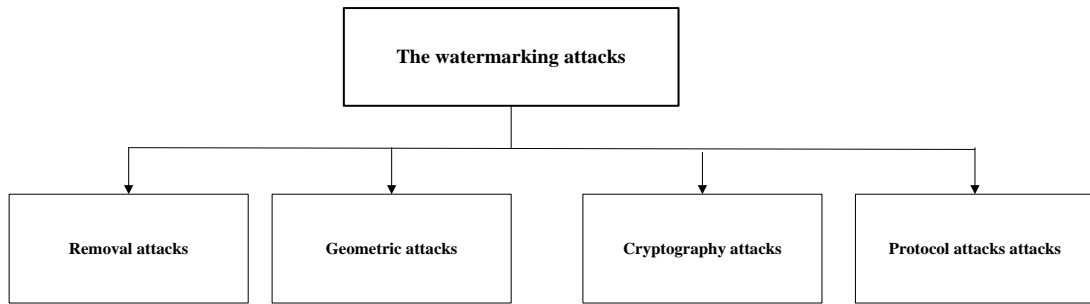 The watermarking attacks
Removal attacks
Geometric attacks
Cryptography attacks
Protocol attacks attacks